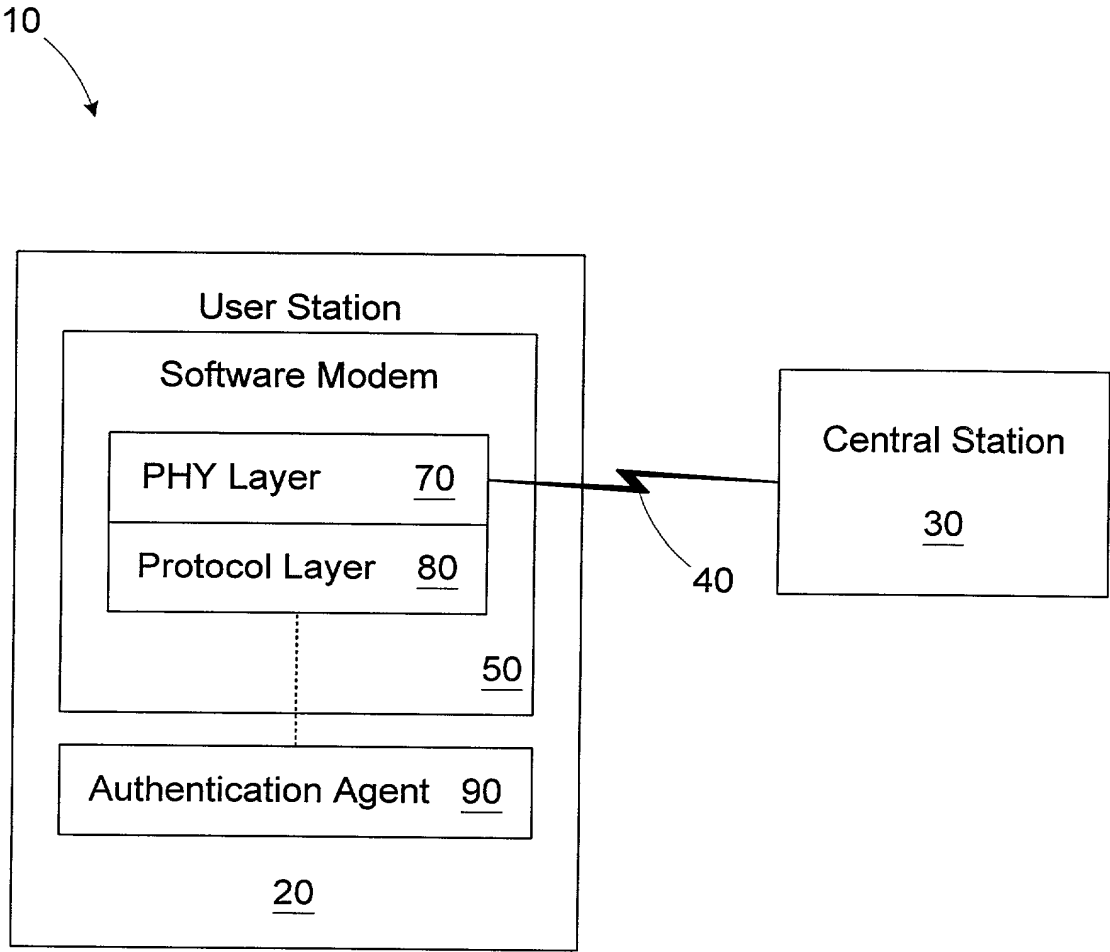 10
User Station
Software Modem
PHY Layer 70
Protocol Layer 80
50
Authentication Agent 90
20
40
Central Station
30